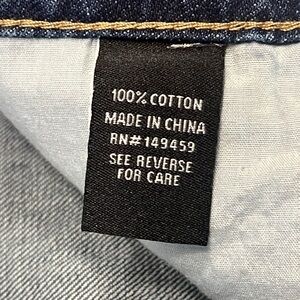 100% COTTON
MADE IN CHINA
RN#149459
SEE REVERSE
FOR CARE